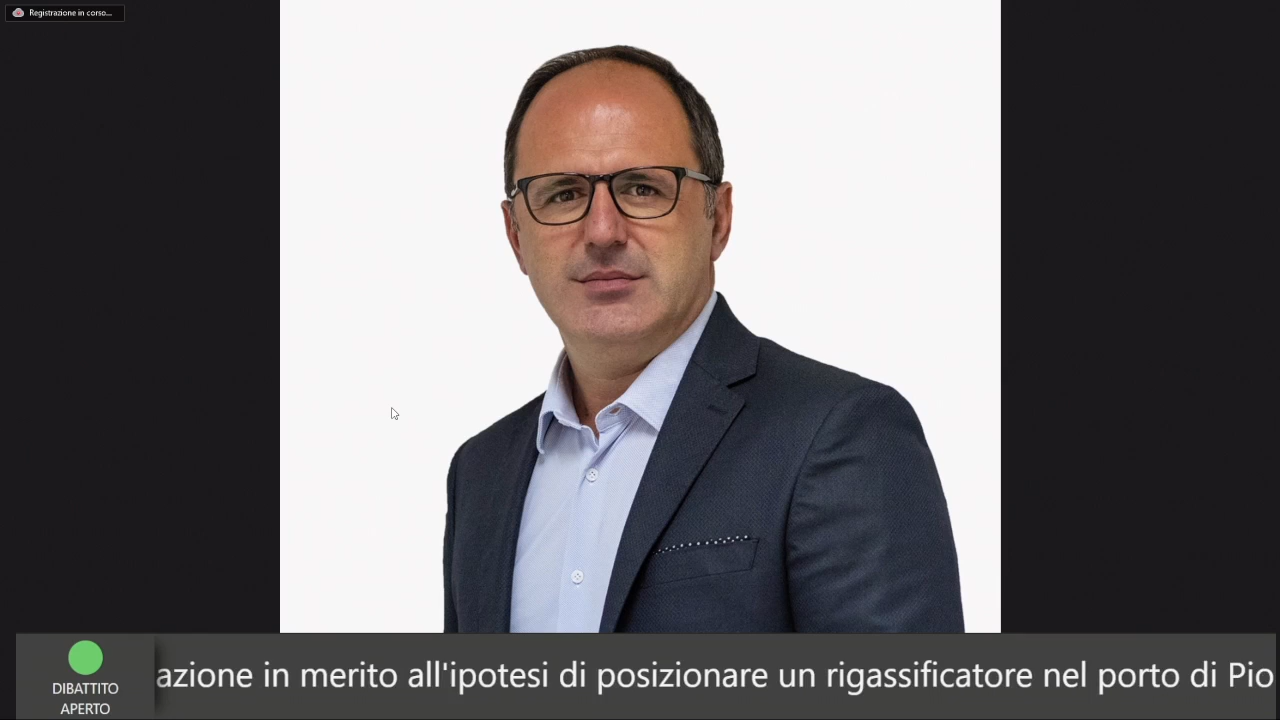 Registrazione in corso...
DIBATTITO
APERTO
azione in merito all'ipotesi di posizionare un rigassificatore nel porto di Pio